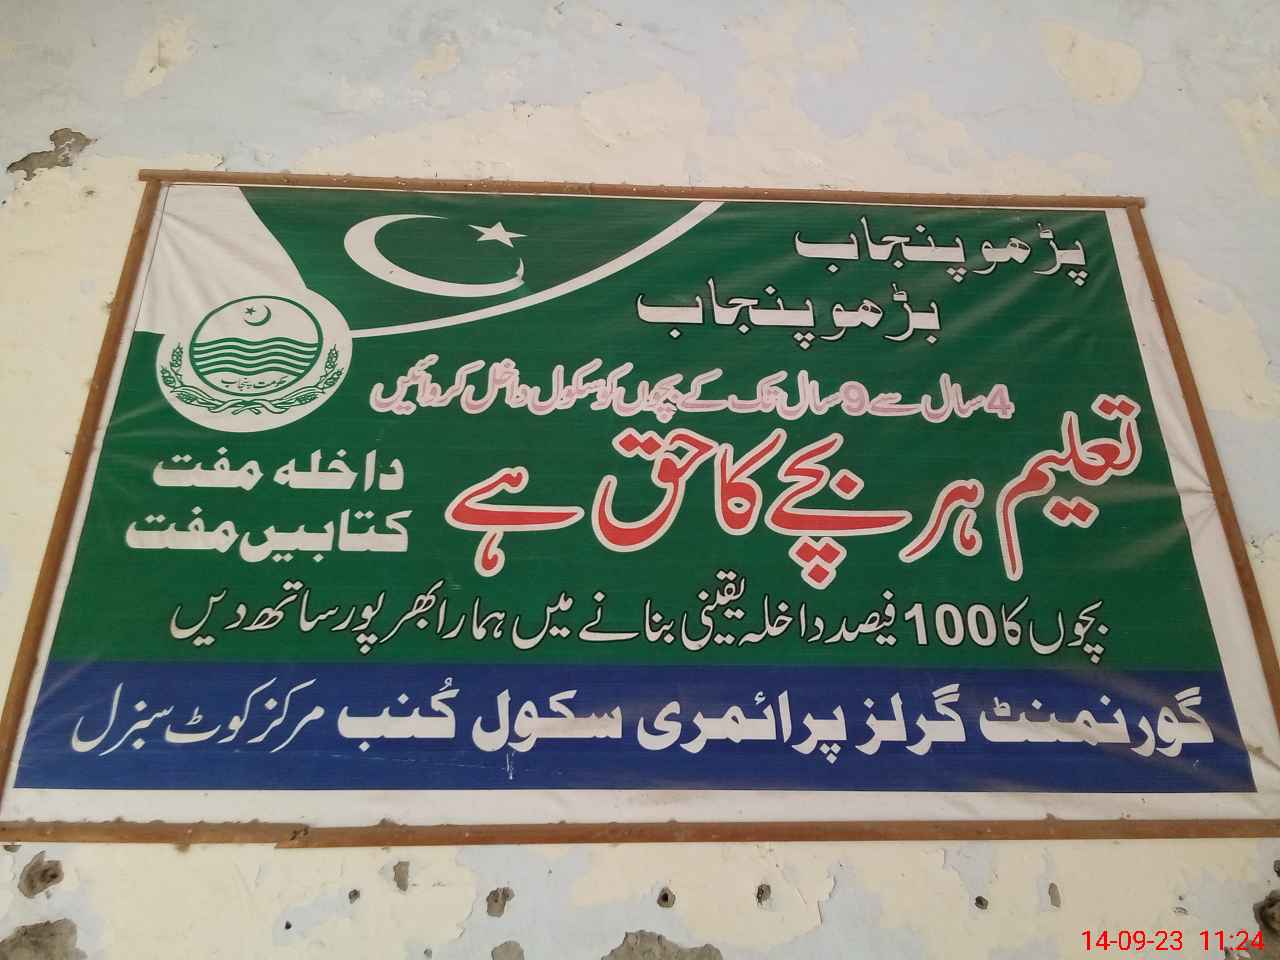 پڑھو پنجاب
بڑھو پنجاب
حکومت پنجاب
4 سال سے 9 سال تک کے بچوں کو سکول داخل کروائیں
تعلیم ہر بچے کا حق ہے
داخلہ مفت
کتابیں مفت
بچوں کا 100 فیصد داخلہ یقینی بنانے میں ہمارا بھرپور ساتھ دیں
گورنمنٹ گرلز پرائمری سکول کُنب مرکز کوٹ سبزل
14-09-23 11:24